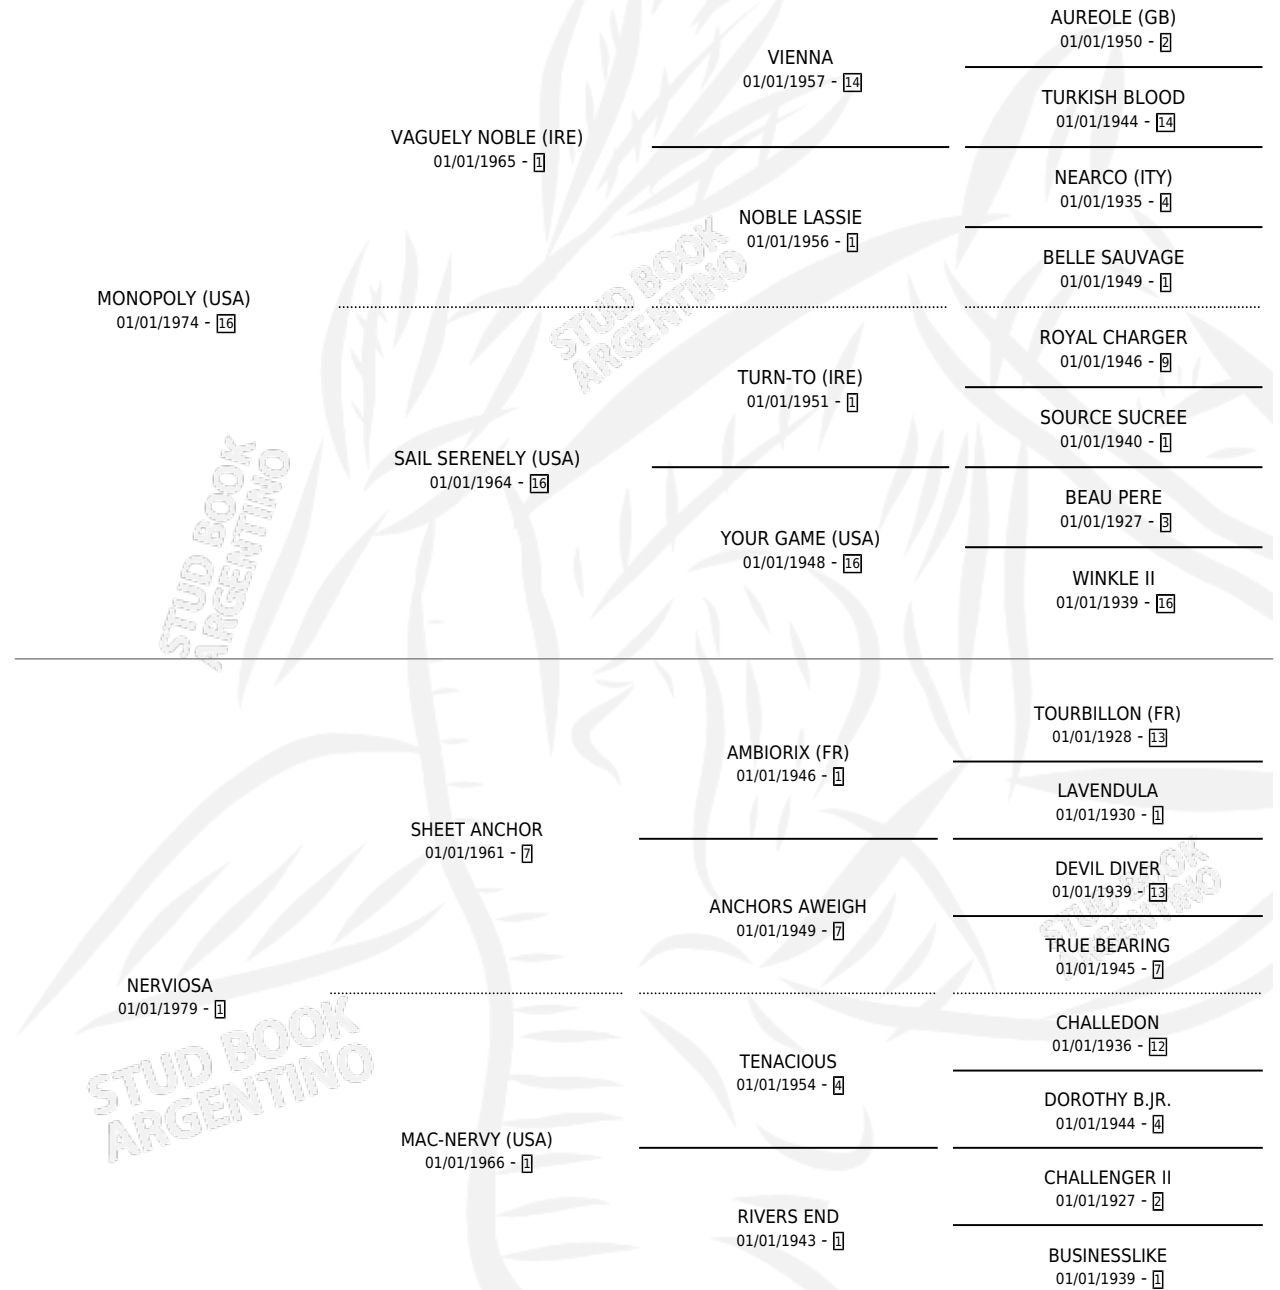 AUREOLE (GB)
01/01/1950 - 2
VIENNA
01/01/1957 - 14
TURKISH BLOOD
01/01/1944 - 14
VAGUELY NOBLE (IRE)
01/01/1965 - 1
NEARCO (ITY)
01/01/1935 - 4
NOBLE LASSIE
01/01/1956 - 1
BELLE SAUVAGE
01/01/1949 - 1
MONOPOLY (USA)
01/01/1974 - 16
ROYAL CHARGER
01/01/1946 - 9
TURN-TO (IRE)
01/01/1951 - 1
SOURCE SUCREE
01/01/1940 - 1
SAIL SERENELY (USA)
01/01/1964 - 16
BEAU PERE
01/01/1927 - 3
YOUR GAME (USA)
01/01/1948 - 16
WINKLE II
01/01/1939 - 16
TOURBILLON (FR)
01/01/1928 - 13
AMBIORIX (FR)
01/01/1946 - 1
LAVENDULA
01/01/1930 - 1
SHEET ANCHOR
01/01/1961 - 7
DEVIL DIVER
01/01/1939 - 13
ANCHORS AWEIGH
01/01/1949 - 7
TRUE BEARING
01/01/1945 - 7
NERVIOSA
01/01/1979 - 1
CHALLEDON
01/01/1936 - 12
TENACIOUS
01/01/1954 - 4
DOROTHY B.JR.
01/01/1944 - 4
MAC-NERVY (USA)
01/01/1966 - 1
CHALLENGER II
01/01/1927 - 2
RIVERS END
01/01/1943 - 1
BUSINESSLIKE
01/01/1939 - 1
STUD BOOK
ARGENTINO
STUD BOOK
ARGENTINO
STUD BOOK
ARGENTINO
STUD BOOK
ARGENTINO